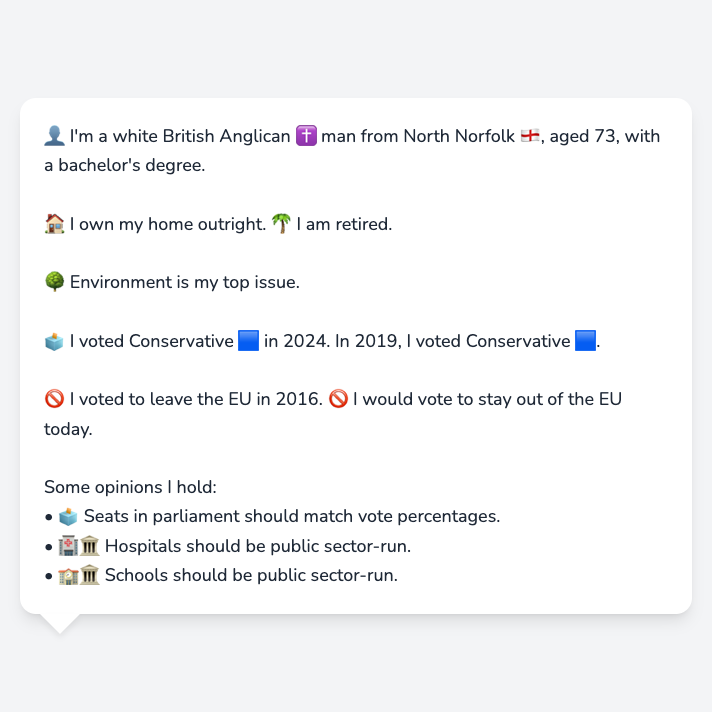 👤 I'm a white British Anglican ✝️ man from North Norfolk 🏴󠁧󠁢󠁥󠁮󠁧󠁿, aged 73, with
a bachelor's degree.
🏠 I own my home outright. 🌴 I am retired.
🌳 Environment is my top issue.
🗳️ I voted Conservative 🟦 in 2024. In 2019, I voted Conservative 🟦.
🚫 I voted to leave the EU in 2016. 🚫 I would vote to stay out of the EU
today.
Some opinions I hold:
• 🗳️ Seats in parliament should match vote percentages.
• 🏥🏛️ Hospitals should be public sector-run.
• 🏫🏛️ Schools should be public sector-run.